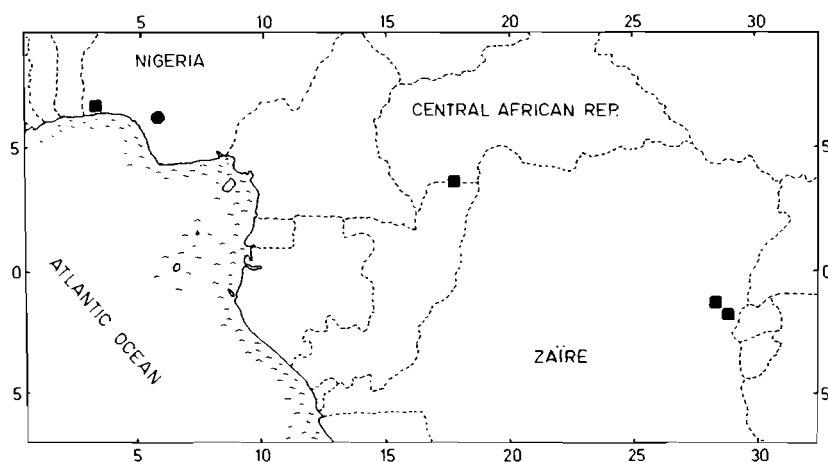 5 10 15 20 25 30
NIGERIA
CENTRAL AFRICAN REP.
5 5
0 0
ATLANTIC OCEAN
ZAÏRE
5 5
5 10 15 20 25 30